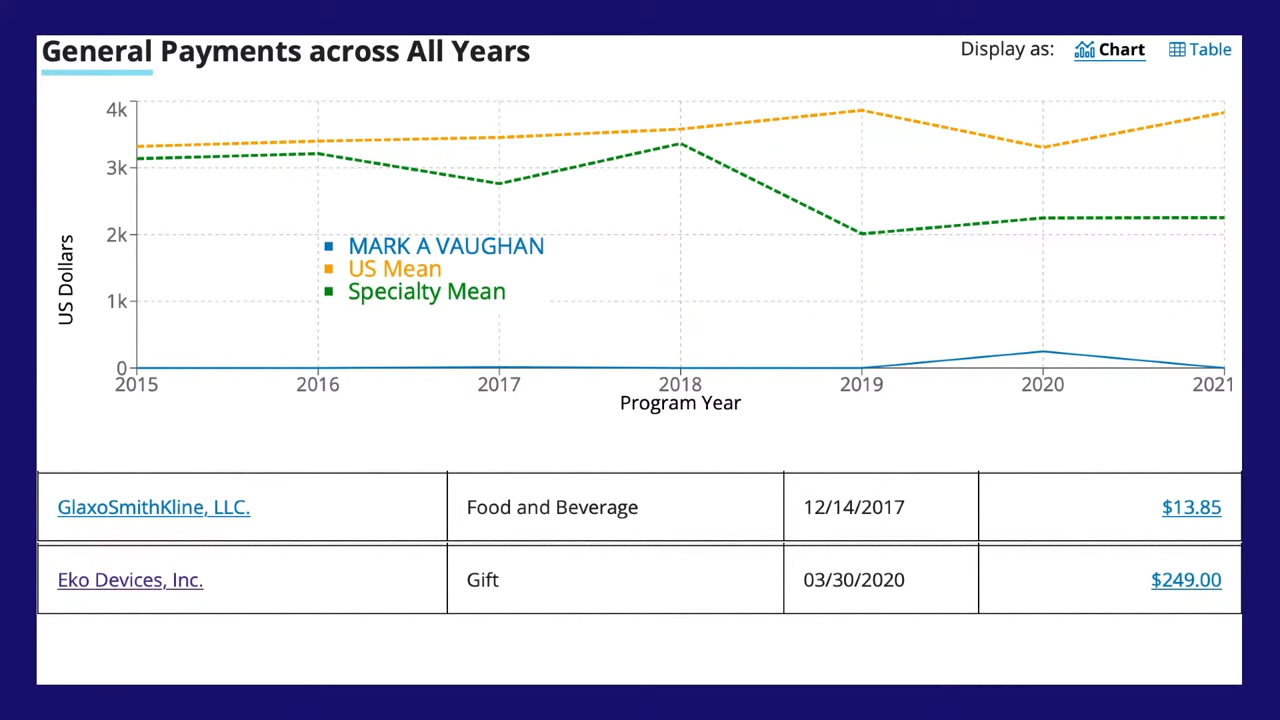 General Payments across All Years
Display as: Chart Table
4k
3k
2k
1k
0
US Dollars
MARK A VAUGHAN
US Mean
Specialty Mean
2015 2016 2017 2018 2019 2020 2021
Program Year
GlaxoSmithKline, LLC. Food and Beverage 12/14/2017 $13.85
Eko Devices, Inc. Gift 03/30/2020 $249.00